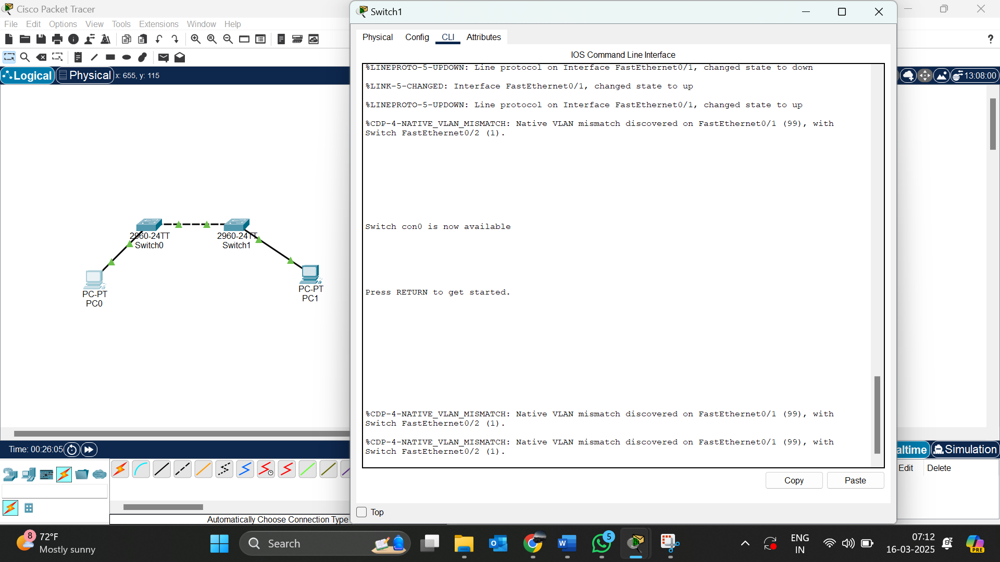 Cisco Packet Tracer
File Edit Options View Tools Extensions Window Help
Logical Physical x: 655, y: 115
2960-24TT
Switch0
2960-24TT
Switch1
PC-PT
PC0
PC-PT
PC1
Time: 00:26:05
Automatically Choose Connection Type
Switch1
Physical Config CLI Attributes
IOS Command Line Interface
%LINEPROTO-5-UPDOWN: Line protocol on Interface FastEthernet0/1, changed state to down
%LINK-5-CHANGED: Interface FastEthernet0/1, changed state to up
%LINEPROTO-5-UPDOWN: Line protocol on Interface FastEthernet0/1, changed state to up
%CDP-4-NATIVE_VLAN_MISMATCH: Native VLAN mismatch discovered on FastEthernet0/1 (99), with
Switch FastEthernet0/2 (1).
Switch con0 is now available
Press RETURN to get started.
%CDP-4-NATIVE_VLAN_MISMATCH: Native VLAN mismatch discovered on FastEthernet0/1 (99), with
Switch FastEthernet0/2 (1).
%CDP-4-NATIVE_VLAN_MISMATCH: Native VLAN mismatch discovered on FastEthernet0/1 (99), with
Switch FastEthernet0/2 (1).
Copy Paste
Top
?
13:08:00
altime Simulation
Edit Delete
8
72°F
Mostly sunny
Search
5
ENG
IN
07:12
16-03-2025
PRE